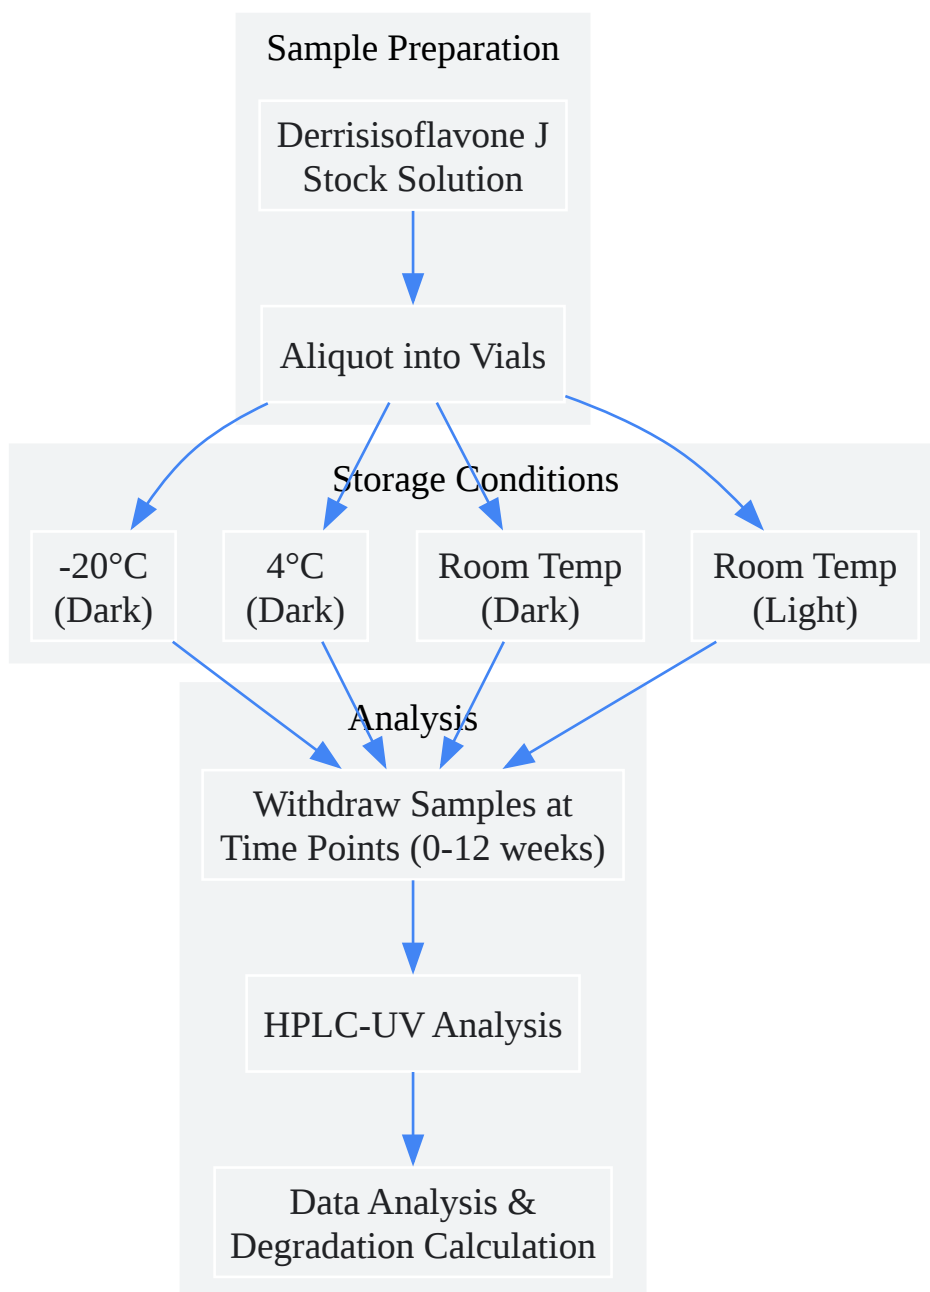 Sample Preparation
Derrisisoflavone J
Stock Solution
Aliquot into Vials
Storage Conditions
-20°C
(Dark)
4°C
(Dark)
Room Temp
(Dark)
Room Temp
(Light)
Analysis
Withdraw Samples at
Time Points (0-12 weeks)
HPLC-UV Analysis
Data Analysis &
Degradation Calculation